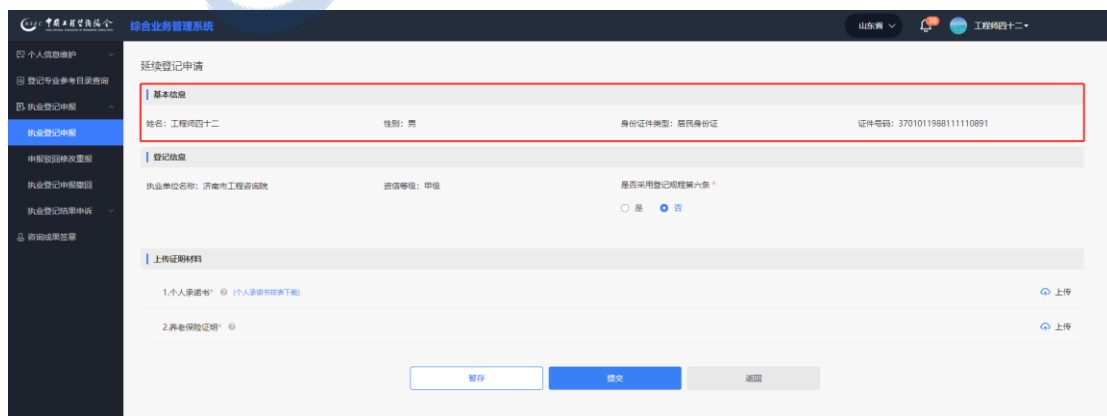 中国工程咨询协会 综合业务管理系统 山东省 工程师四十二
个人信息维护
登记专业参考目录查询
执业登记申报
执业登记申报
申报驳回修改重报
执业登记申报撤回
执业登记结果申诉
咨询成果签章
延续登记申请
基本信息
姓名：工程师四十二 性别：男 身份证件类型：居民身份证 证件号码：3701011988111110891
登记信息
执业单位名称：济南市工程咨询院 资信等级：甲级 是否采用登记规程第六条 *
是 否
上传证明材料
1.个人承诺书* (个人承诺书样表下载) 上传
2.养老保险证明* 上传
暂存 提交 返回